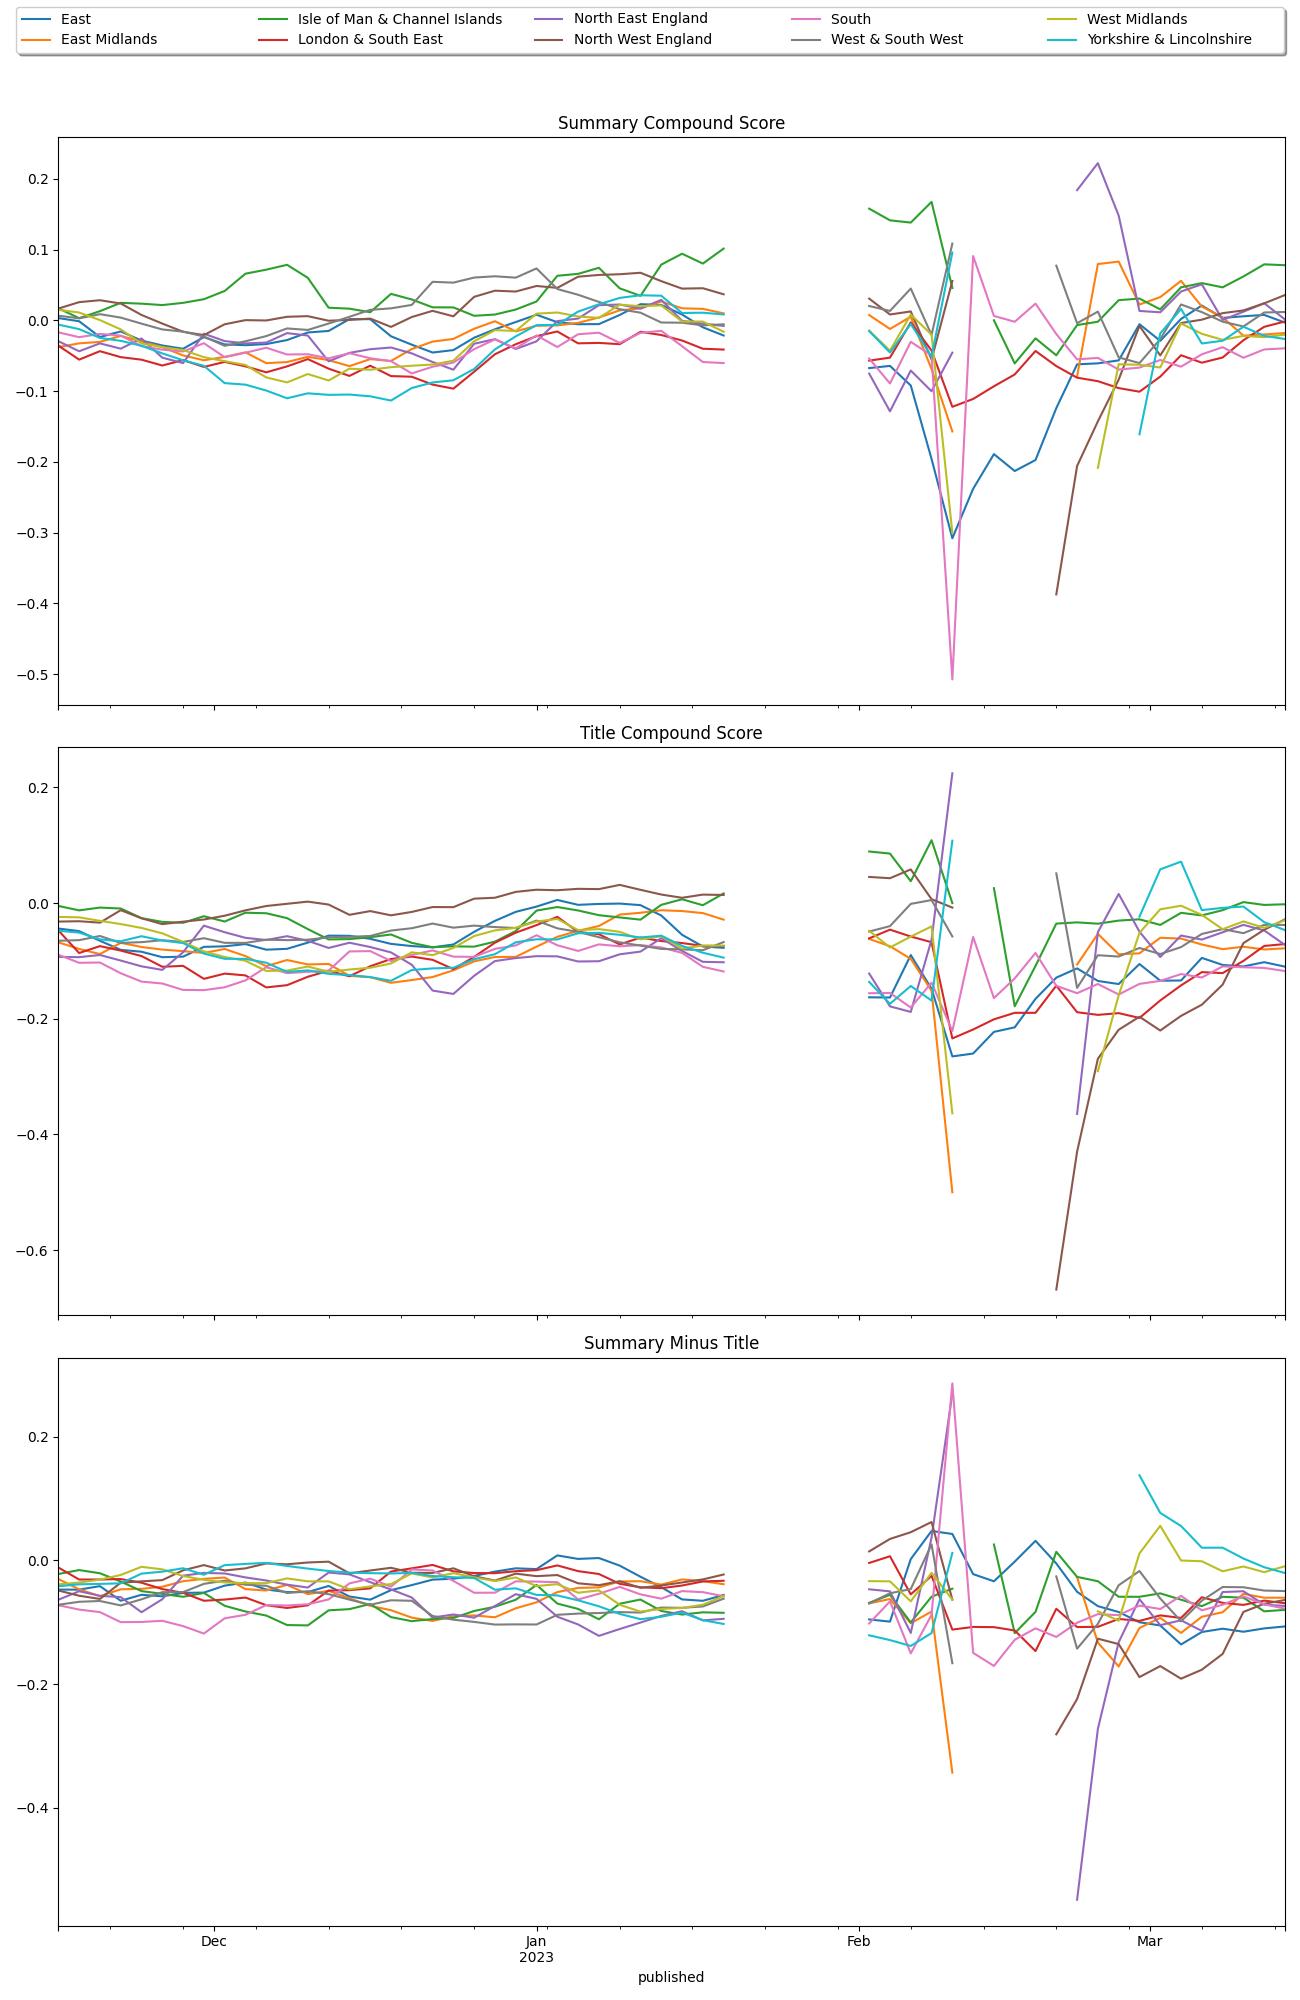 East Isle of Man & Channel Islands North East England South West Midlands
East Midlands London & South East North West England West & South West Yorkshire & Lincolnshire
Summary Compound Score
0.2
0.1
0.0
−0.1
−0.2
−0.3
−0.4
−0.5
Title Compound Score
0.2
0.0
−0.2
−0.4
−0.6
Summary Minus Title
0.2
0.0
−0.2
−0.4
Dec Jan Feb Mar
2023
published